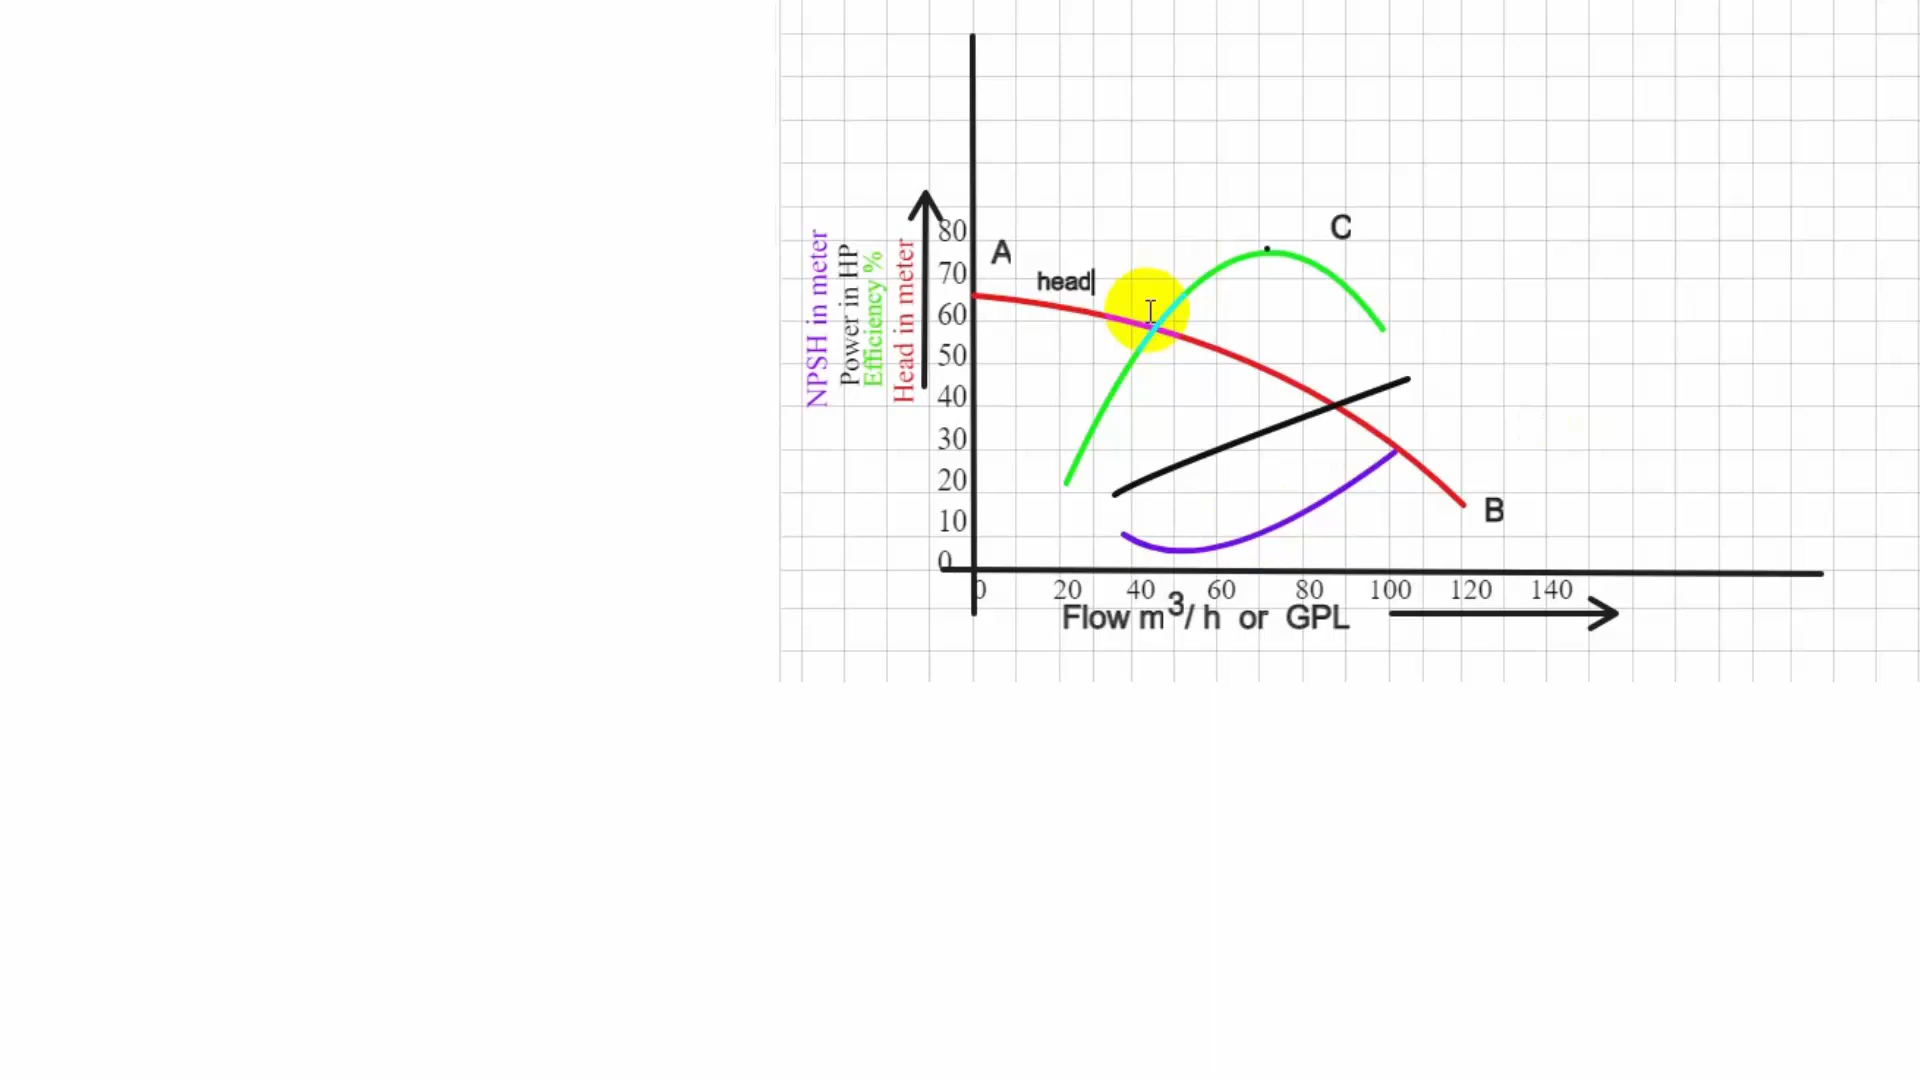 NPSH in meter
Power in HP
Efficiency %
Head in meter
80
70
60
50
40
30
20
10
0
A
head
C
B
0 20 40 60 80 100 120 140
Flow m3/ h or GPL